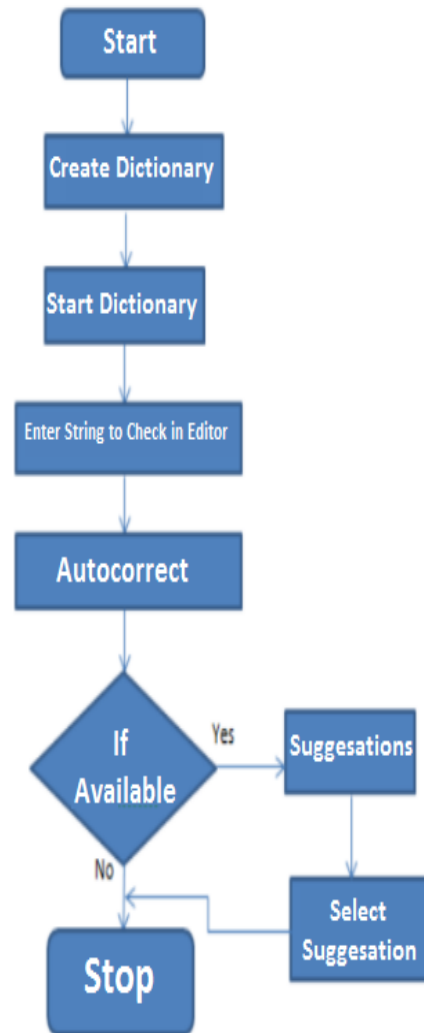 Start
Create Dictionary
Start Dictionary
Enter String to Check in Editor
Autocorrect
If
Available
Yes
Suggesations
No
Select
Suggesation
Stop